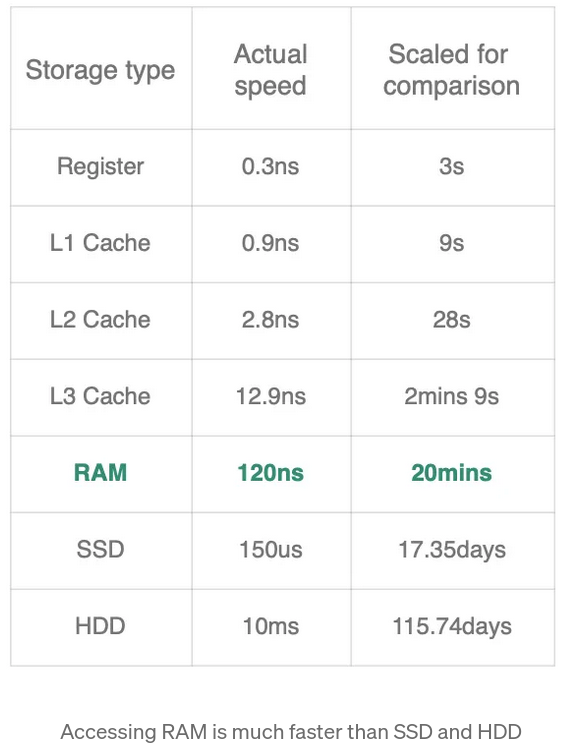 Storage type Actual speed Scaled for comparison
Register 0.3ns 3s
L1 Cache 0.9ns 9s
L2 Cache 2.8ns 28s
L3 Cache 12.9ns 2mins 9s
RAM 120ns 20mins
SSD 150us 17.35days
HDD 10ms 115.74days
Accessing RAM is much faster than SSD and HDD